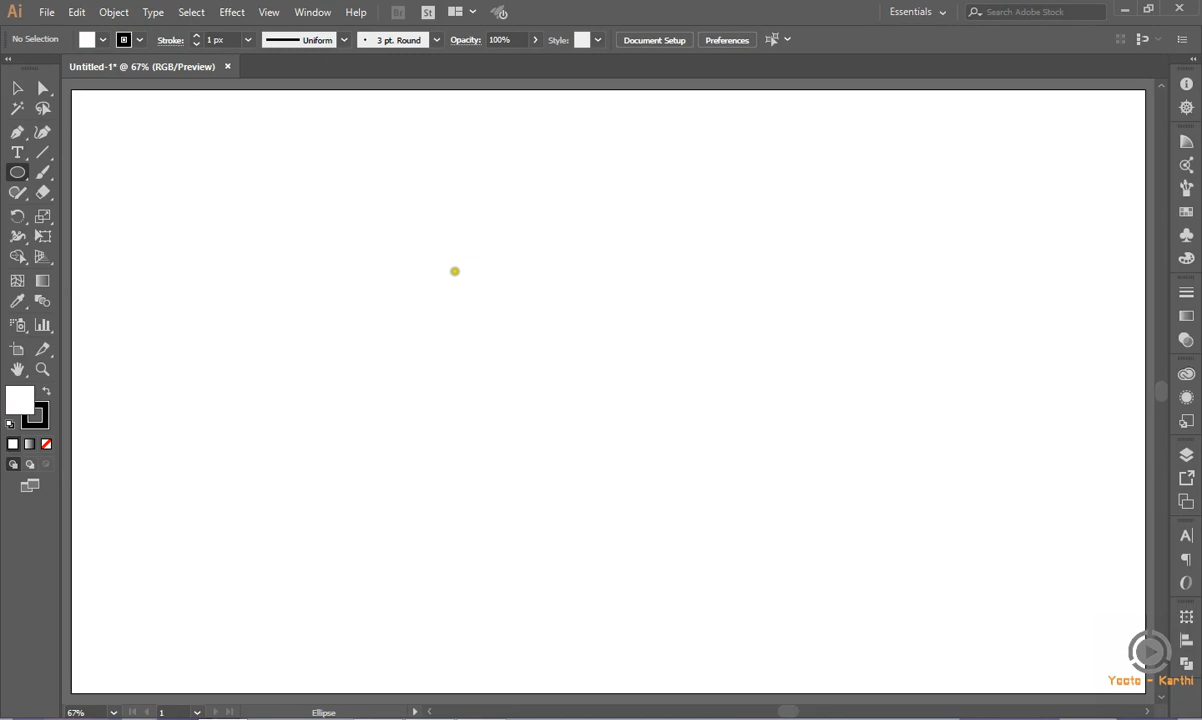 Ai File Edit Object Type Select Effect View Window Help Br St Essentials Search Adobe Stock
No Selection Stroke: 1 px Uniform 3 pt. Round Opacity: 100% Style: Document Setup Preferences
Untitled-1* @ 67% (RGB/Preview)
Yooto - Karthi
67% 1 Ellipse